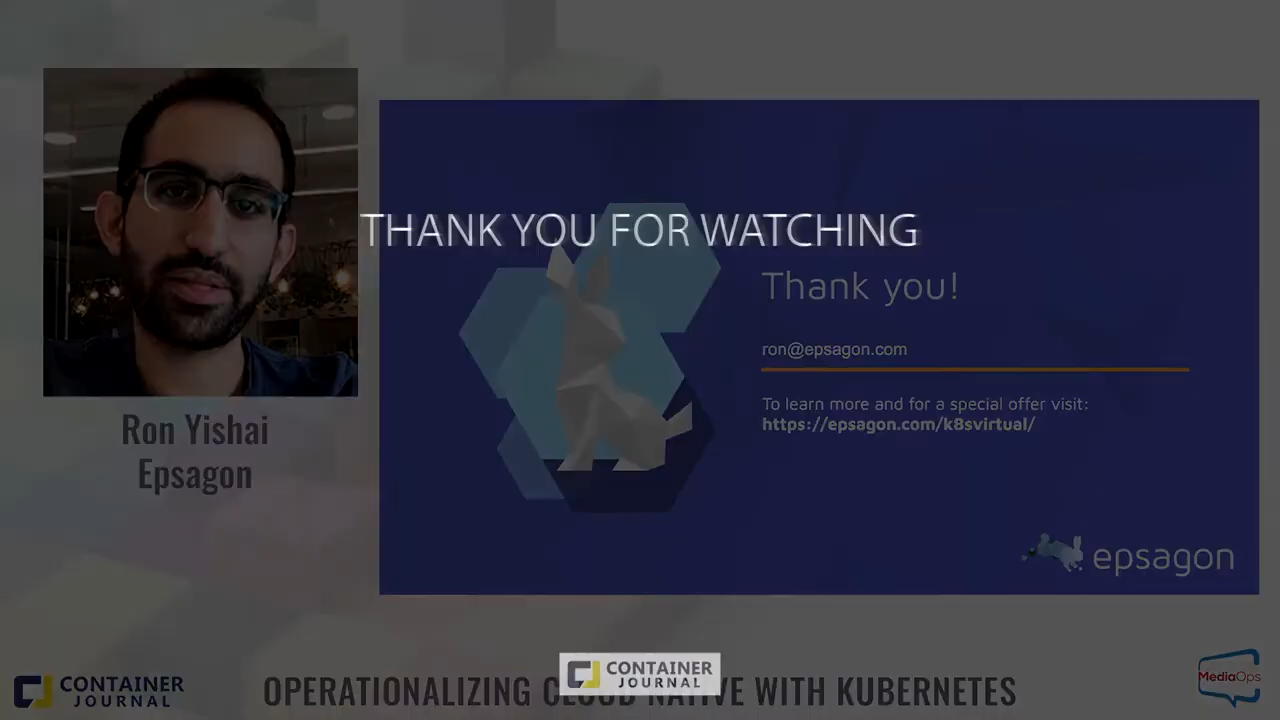 THANK YOU FOR WATCHING
Thank you!
ron@epsagon.com
To learn more and for a special offer visit:
https://epsagon.com/k8svirtual/
Ron Yishai
Epsagon
epsagon
CONTAINER
JOURNAL
OPERATIONALIZING CLOUD NATIVE WITH KUBERNETES
CONTAINER
JOURNAL
MediaOps